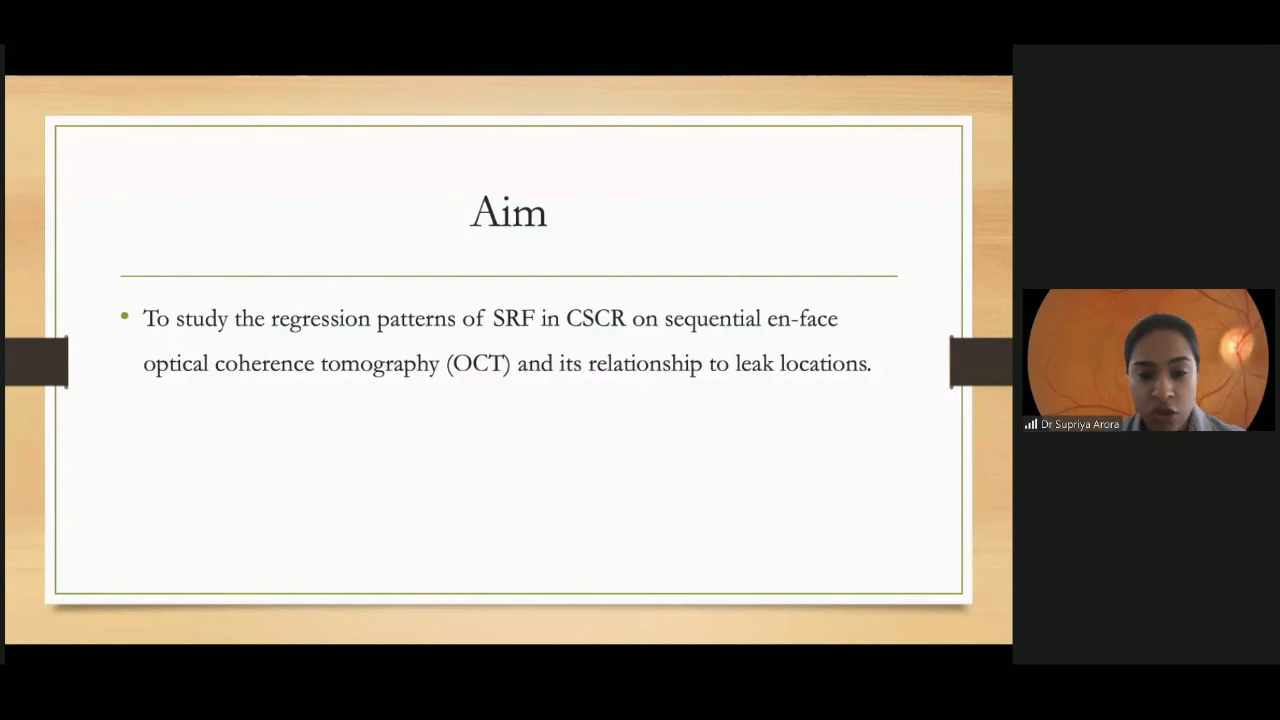 Aim
• To study the regression patterns of SRF in CSCR on sequential en-face
optical coherence tomography (OCT) and its relationship to leak locations.
Dr Supriya Arora